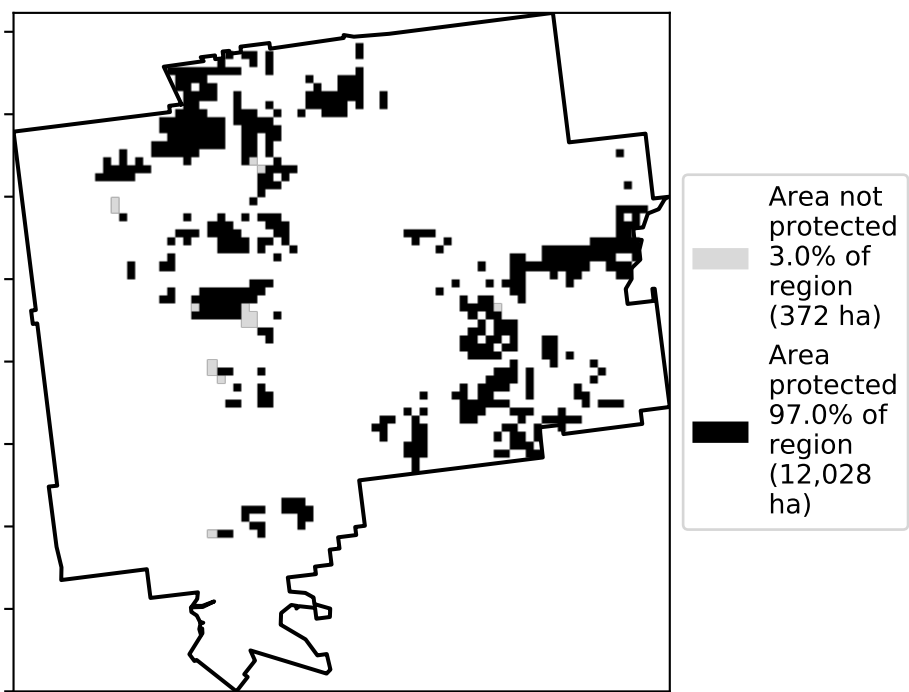 Area not
protected
3.0% of
region
(372 ha)
Area
protected
97.0% of
region
(12,028
ha)